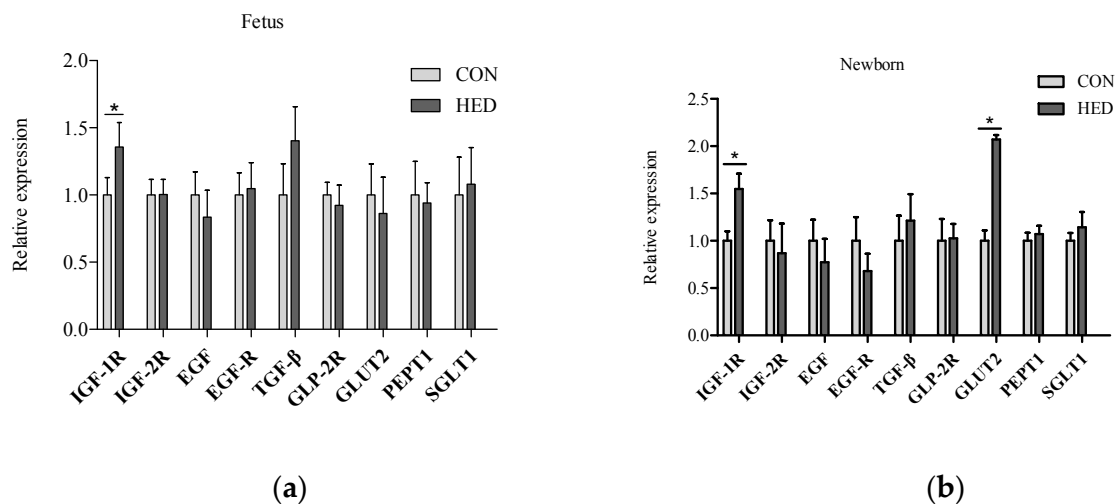 Fetus
CON
HED
Relative expression
2.0
1.5
1.0
0.5
0.0
*
IGF-1R
IGF-2R
EGF
EGF-R
TGF-β
GLP-2R
GLUT2
PEPT1
SGLT1
(a)
Newborn
CON
HED
Relative expression
2.5
2.0
1.5
1.0
0.5
0.0
*
*
IGF-1R
IGF-2R
EGF
EGF-R
TGF-β
GLP-2R
GLUT2
PEPT1
SGLT1
(b)